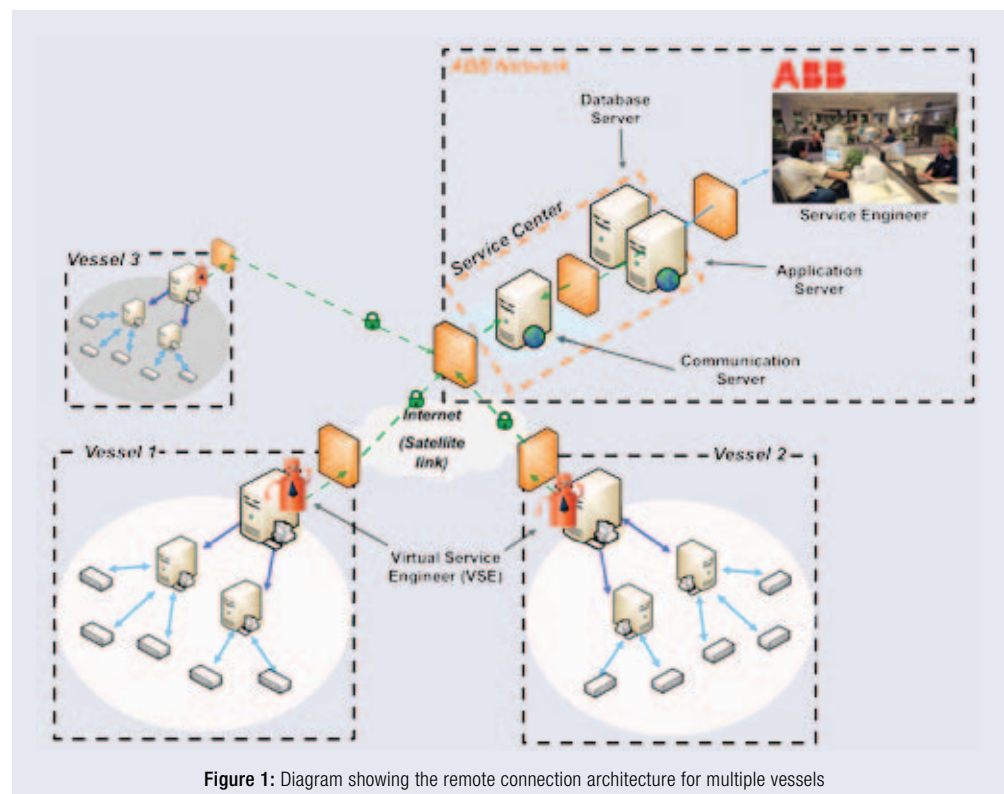 ABB Network
ABB
Database
Server
Service Engineer
Service Center
Application
Server
Communication
Server
Vessel 3
Internet
(Satellite
link)
Vessel 1
Vessel 2
Virtual Service
Engineer (VSE)
Figure 1: Diagram showing the remote connection architecture for multiple vessels